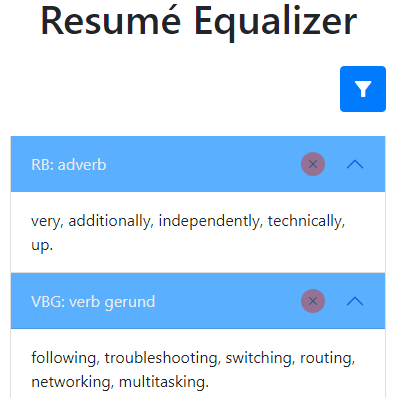 Resumé Equalizer
RB: adverb
very, additionally, independently, technically,
up.
VBG: verb gerund
following, troubleshooting, switching, routing,
networking, multitasking.